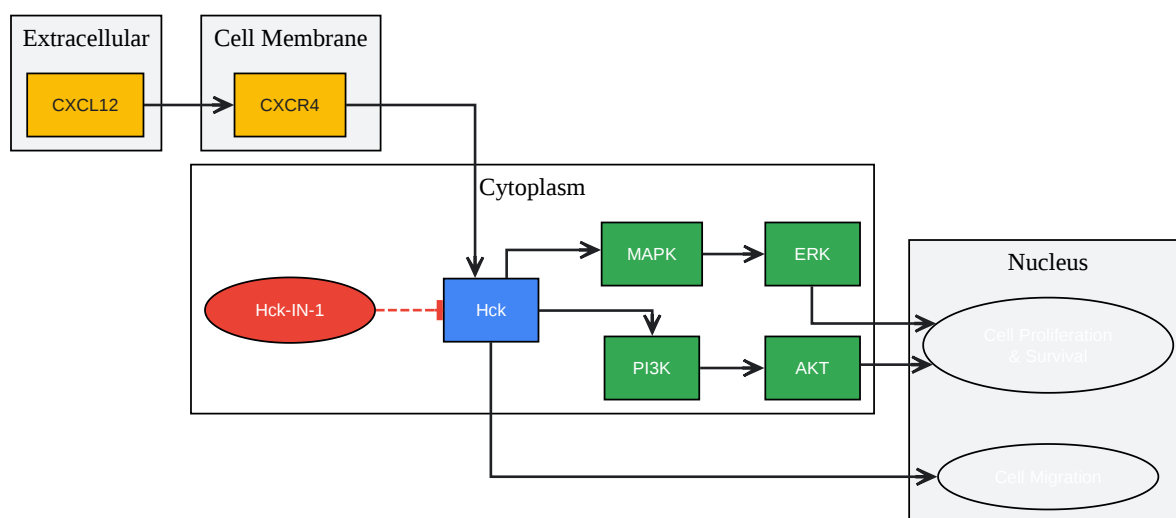 Extracellular
Cell Membrane
CXCL12
CXCR4
Cytoplasm
MAPK
ERK
Nucleus
Hck-IN-1
Hck
Cell Proliferation
& Survival
PI3K
AKT
Cell Migration